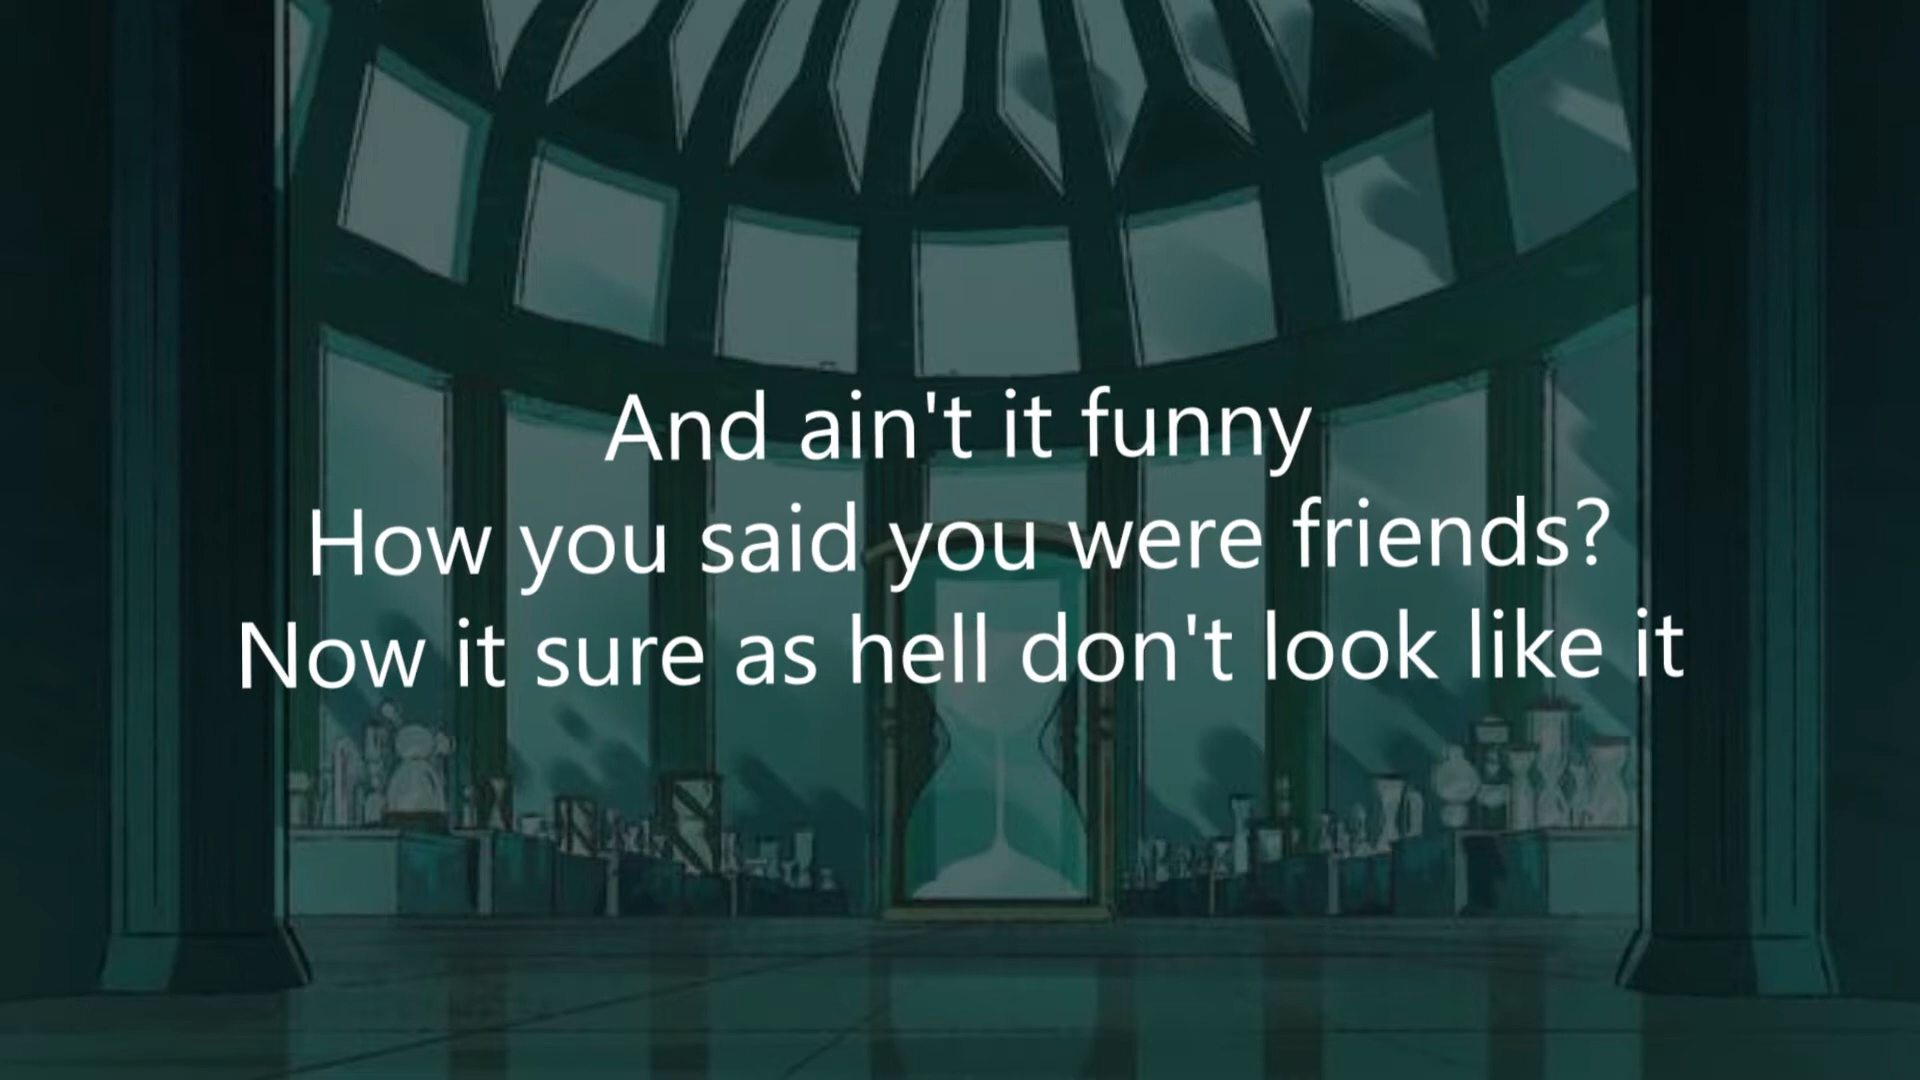 And ain't it funny
How you said you were friends?
Now it sure as hell don't look like it